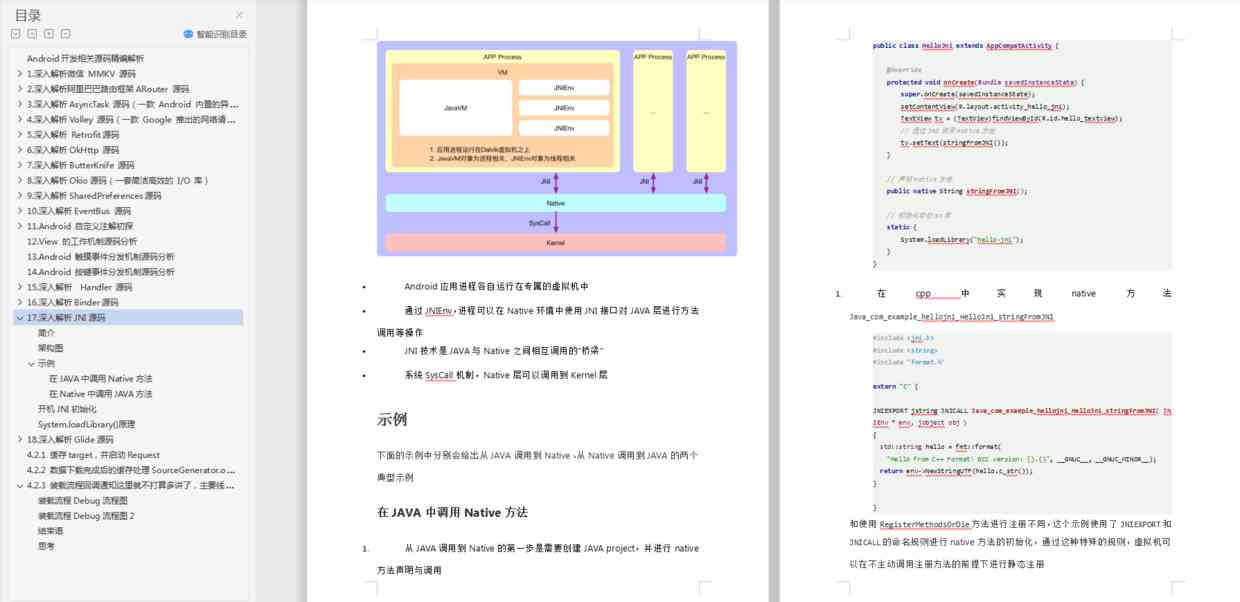 目录
智能识别目录
Android 开发相关源码精编解析
1.深入解析微信 MMKV 源码
2.深入解析阿里巴巴路由框架 ARouter 源码
3.深入解析 AsyncTask 源码（一款 Android 内置的异...
4.深入解析 Volley 源码（一款 Google 推出的网络请...
5.深入解析 Retrofit 源码
6.深入解析 OkHttp 源码
7.深入解析 ButterKnife 源码
8.深入解析 Okio 源码（一套简洁高效的 I/O 库）
9.深入解析 SharedPreferences 源码
10.深入解析 EventBus 源码
11.Android 自定义注解初探
12.View 的工作机制源码分析
13.Android 触摸事件分发机制源码分析
14.Android 按键事件分发机制源码分析
15.深入解析 Handler 源码
16.深入解析 Binder 源码
17.深入解析 JNI 源码
简介
架构图
示例
在 JAVA 中调用 Native 方法
在 Native 中调用 JAVA 方法
开机 JNI 初始化
System.loadLibrary()原理
18.深入解析 Glide 源码
4.2.1 缓存 target，并启动 Request
4.2.2 数据下载完成后的缓存处理 SourceGenerator.o...
4.2.3 装载流程回调通知这里就不打算多讲了，主要线...
装载流程 Debug 流程图
装载流程 Debug 流程图 2
结束语
思考
APP Process
APP Process
APP Process
VM
JavaVM
JNIEnv
JNIEnv
JNIEnv
...
...
1. 应用进程运行在Dalvik虚拟机之上
2. JavaVM对象为进程相关、JNIEnv对象为线程相关
JNI
JNI
JNI
Native
SysCall
Kernel
• Android 应用进程各自运行在专属的虚拟机中
• 通过 JNIEnv，进程可以在 Native 环境中使用 JNI 接口对 JAVA 层进行方法
调用等操作
• JNI 技术是 JAVA 与 Native 之间相互调用的“桥梁”
• 系统 SysCall 机制，Native 层可以调用到 Kernel 层
示例
下面的示例中分别会给出从 JAVA 调用到 Native、从 Native 调用到 JAVA 的两个
典型示例
在 JAVA 中调用 Native 方法
1. 从 JAVA 调用到 Native 的第一步是需要创建 JAVA project，并进行 native
方法声明与调用
public class HelloJni extends AppCompatActivity {
@Override
protected void onCreate(Bundle savedInstanceState) {
super.onCreate(savedInstanceState);
setContentView(R.layout.activity_hello_jni);
TextView tv = (TextView)findViewById(R.id.hello_textview);
// 通过 JNI 调用 native 方法
tv.setText(stringFromJNI());
}
// 声明 native 方法
public native String stringFromJNI();
static {
System.loadLibrary("hello-jni");
}
}
1. 在 cpp 中 实 现 native 方 法
Java_com_example_hellojni_HelloJni_stringFromJNI
#include <jni.h>
#include <string>
#include "Format.h"
extern "C" {
JNIEXPORT jstring JNICALL Java_com_example_hellojni_HelloJni_stringFromJNI( JN
IEnv * env, jobject obj )
{
std::string hello = fmt::format(
"Hello from C++ Format! GCC version: {}.{}", __GNUC__, __GNUC_MINOR__);
return env->NewStringUTF(hello.c_str());
}
}
和使用 RegisterMethodsOrDie 方法进行注册不同，这个示例使用了 JNIEXPORT 和
JNICALL 的命名规则进行 native 方法的初始化，通过这种特殊的规则，虚拟机可
以在不主动调用注册方法的前提下进行静态注册